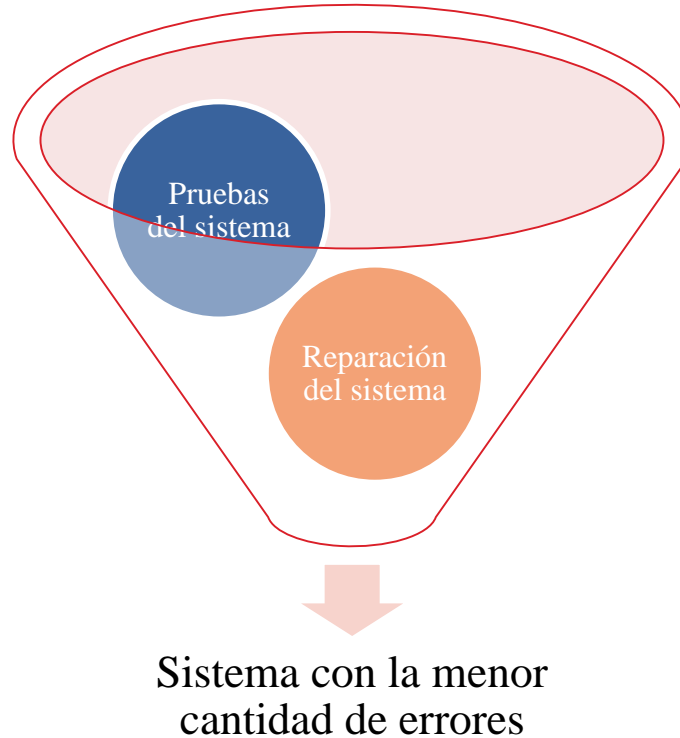 Pruebas
del sistema
Reparación
del sistema
Sistema con la menor
cantidad de errores